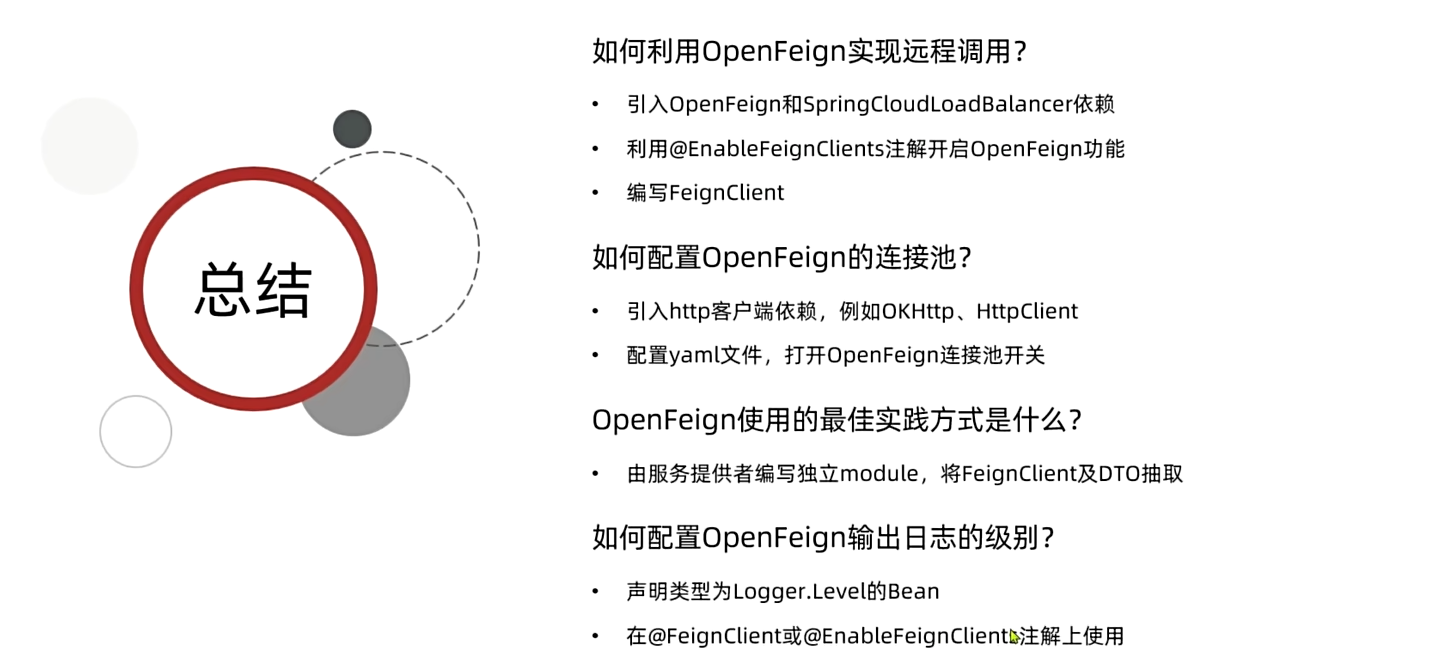 总结
如何利用OpenFeign实现远程调用？
• 引入OpenFeign和SpringCloudLoadBalancer依赖
• 利用@EnableFeignClients注解开启OpenFeign功能
• 编写FeignClient
如何配置OpenFeign的连接池？
• 引入http客户端依赖，例如OKHttp、HttpClient
• 配置yaml文件，打开OpenFeign连接池开关
OpenFeign使用的最佳实践方式是什么？
• 由服务提供者编写独立module，将FeignClient及DTO抽取
如何配置OpenFeign输出日志的级别？
• 声明类型为Logger.Level的Bean
• 在@FeignClient或@EnableFeignClients注解上使用